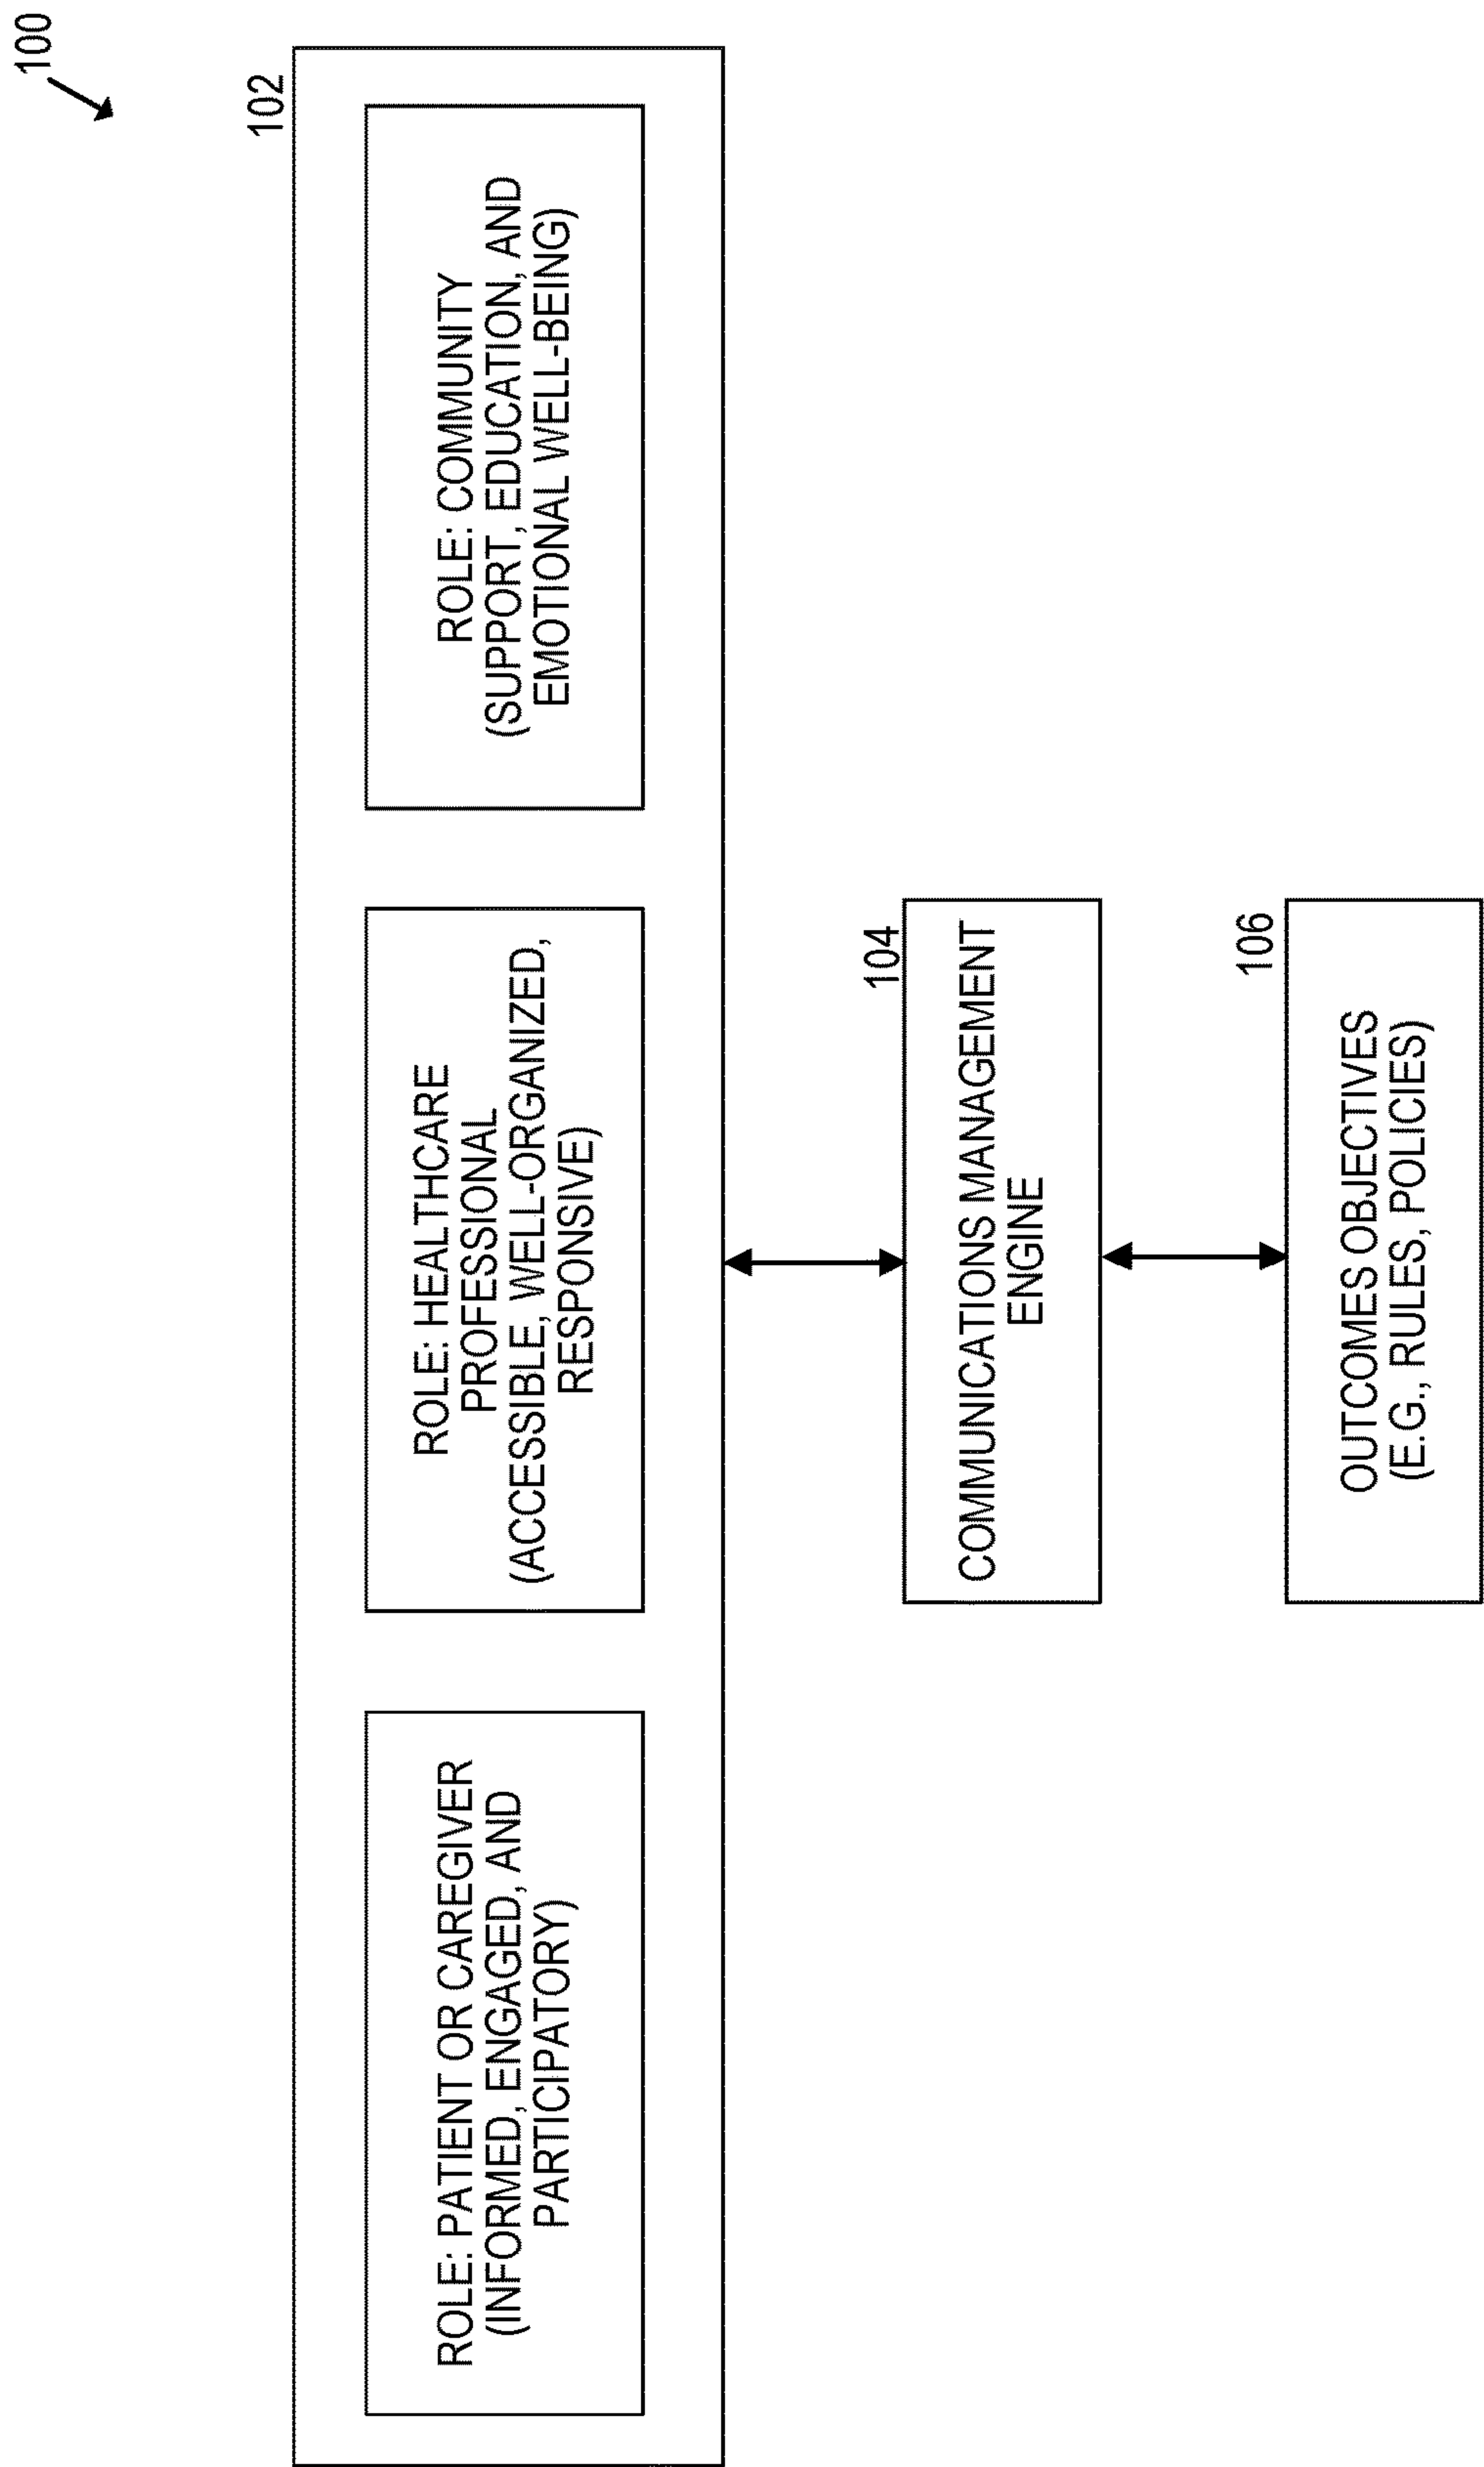 100
102
ROLE: PATIENT OR CAREGIVER
(INFORMED, ENGAGED, AND
PARTICIPATORY)
ROLE: HEALTHCARE
PROFESSIONAL
(ACCESSIBLE, WELL-ORGANIZED,
RESPONSIVE)
ROLE: COMMUNITY
(SUPPORT, EDUCATION, AND
EMOTIONAL WELL-BEING)
104
COMMUNICATIONS MANAGEMENT
ENGINE
106
OUTCOMES OBJECTIVES
(E.G., RULES, POLICIES)